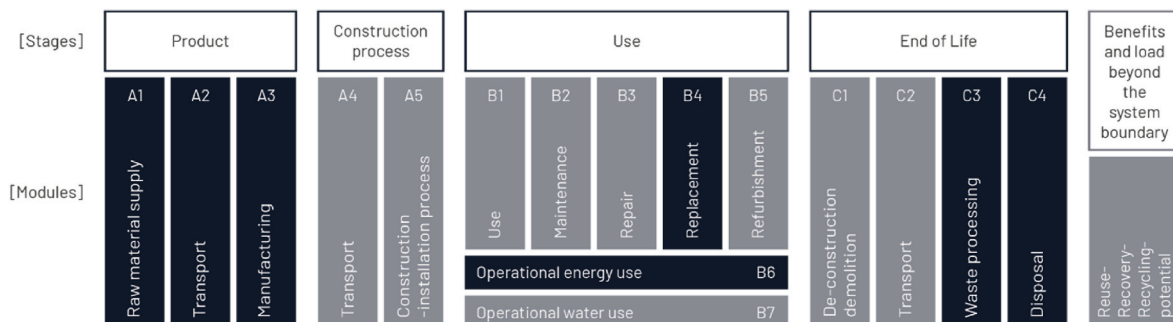 [Stages]
Product
Construction
process
Use
End of Life
Benefits
and load
beyond
the
system
boundary
[Modules]
A1
Raw material supply
A2
Transport
A3
Manufacturing
A4
Transport
A5
Construction
-installation process
B1
Use
B2
Maintenance
B3
Repair
B4
Replacement
B5
Refurbishment
Operational energy use B6
Operational water use B7
C1
De-construction
demolition
C2
Transport
C3
Waste processing
C4
Disposal
Reuse-
Recovery-
Recycling-
potential